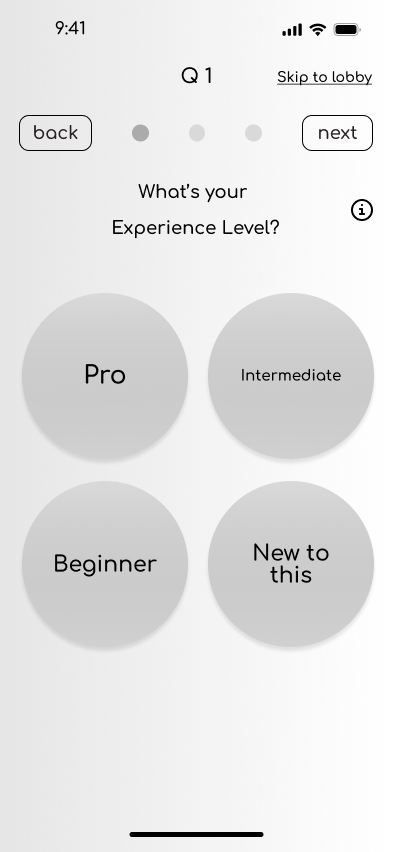 9:41
Q 1
Skip to lobby
back
next
What's your
Experience Level?
Pro
Intermediate
Beginner
New to
this